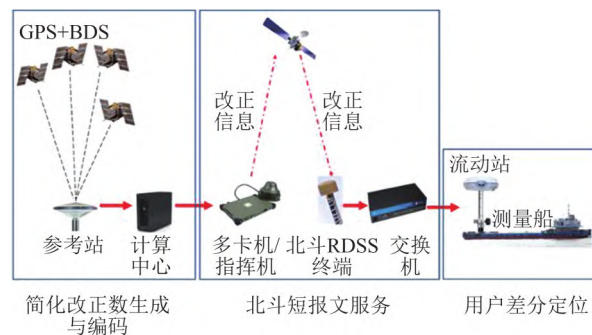 GPS+BDS
改正
信息
改正
信息
流动站
测量船
参考站
计算
中心
多卡机/
指挥机
北斗RDSS
终端
交换
机
简化改正数生成
与编码
北斗短报文服务
用户差分定位